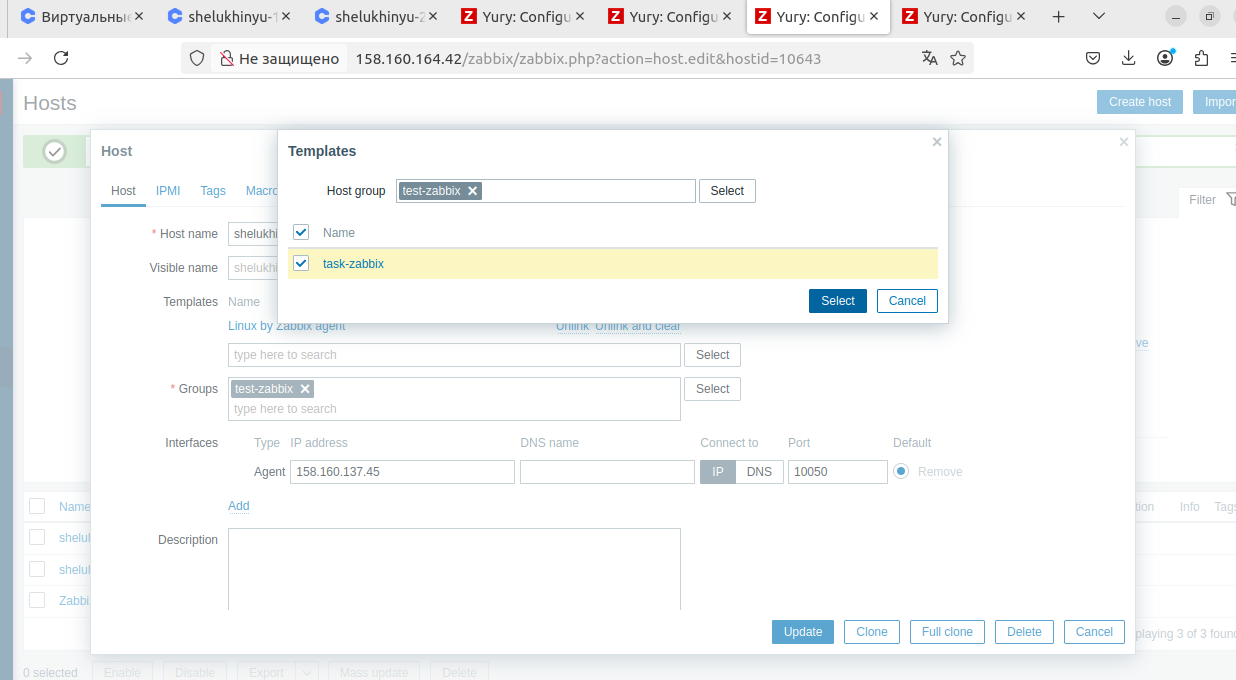 Виртуальные
shelukhinyu-1
shelukhinyu-2
Yury: Configu
Yury: Configu
Yury: Configu
Yury: Configu
Не защищено
158.160.164.42/zabbix/zabbix.php?action=host.edit&hostid=10643
Hosts
Create host
Impor
Host
Templates
Host group
test-zabbix
Select
Host IPMI Tags Macro
Filter
Name
* Host name
shelukhi
task-zabbix
Visible name
shelukhi
Select
Cancel
Templates
Name
Linux by Zabbix agent
Unlink Unlink and clear
type here to search
Select
ve
* Groups
test-zabbix
Select
type here to search
Interfaces
Type IP address DNS name Connect to Port Default
Agent 158.160.137.45 IP DNS 10050 Remove
Add
Name
tion Info Tags
Description
shelul
shelul
Zabbi
Update Clone Full clone Delete Cancel
playing 3 of 3 found
0 selected Enable Disable Export Mass update Delete